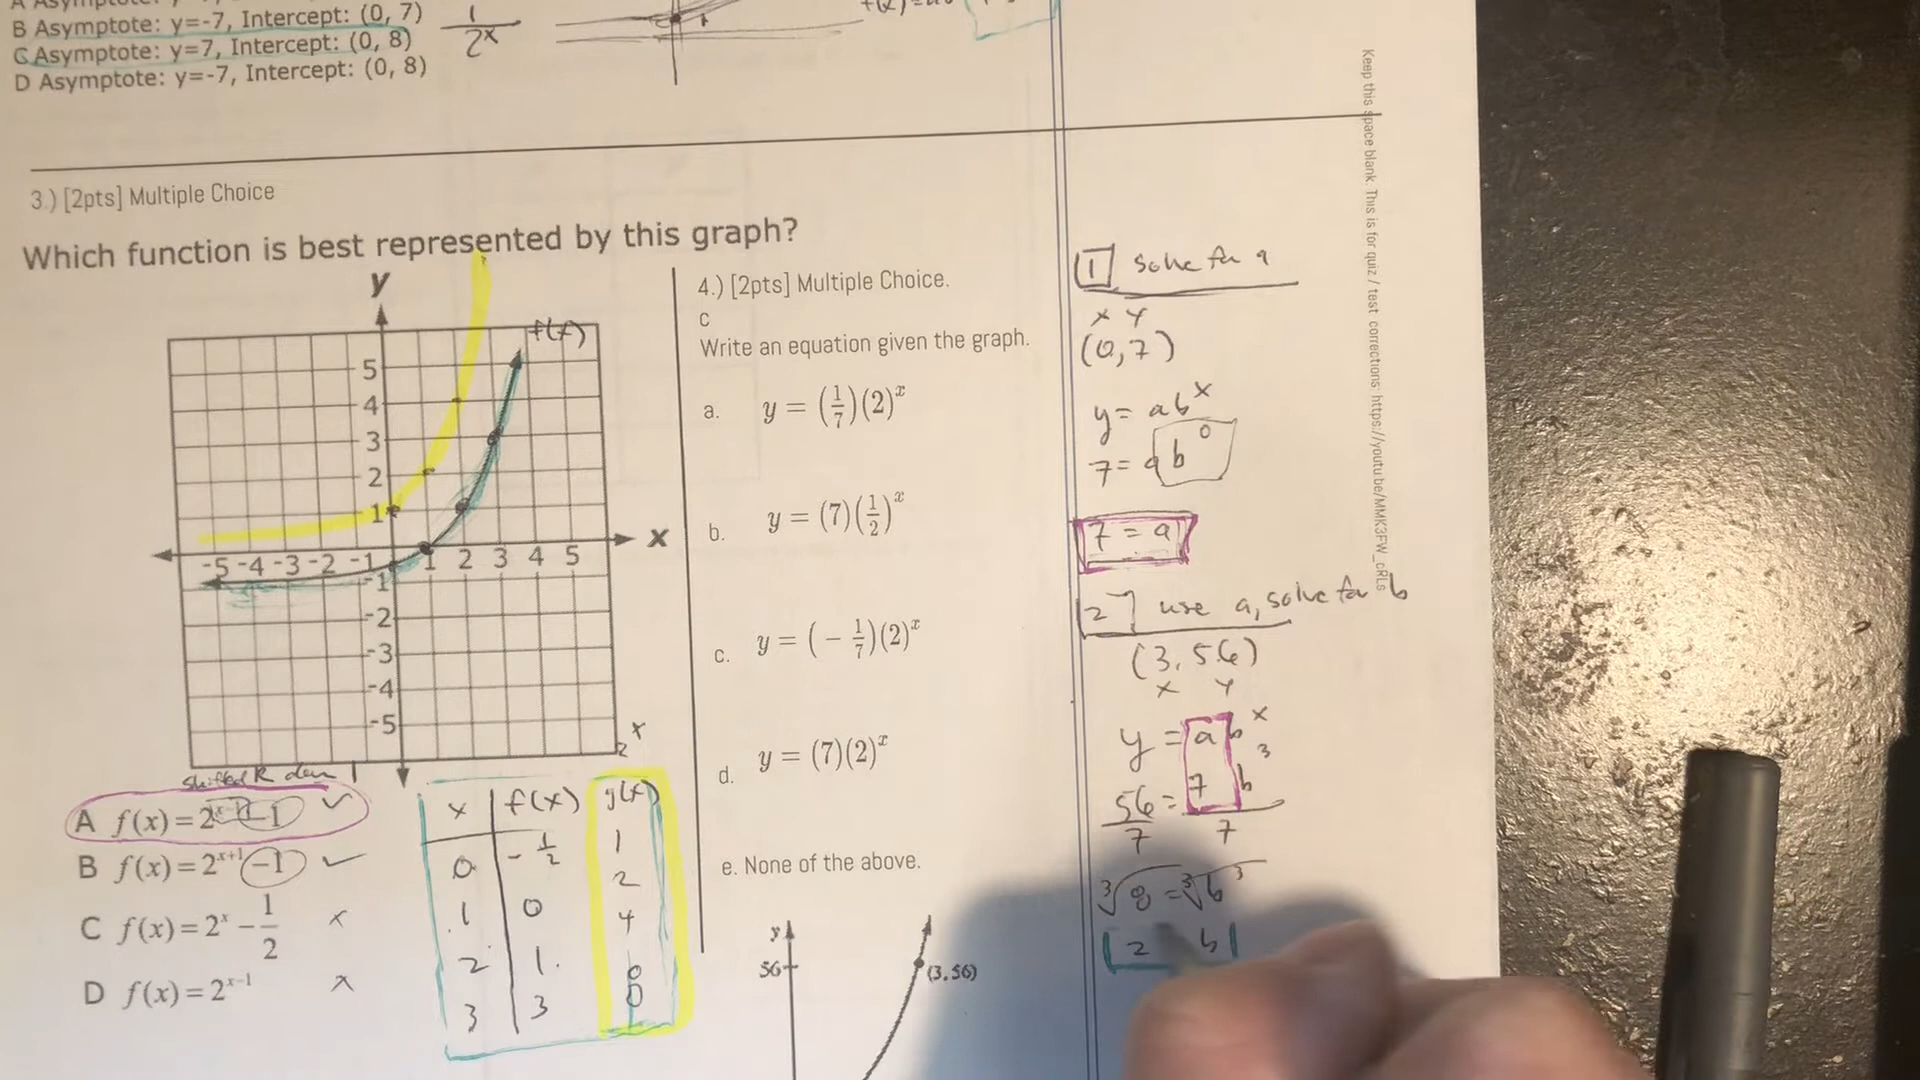 B Asymptote: y=-7, Intercept: (0, 7)
C Asymptote: y=7, Intercept: (0, 8)
D Asymptote: y=-7, Intercept: (0, 8)
1
2^x
3.) [2pts] Multiple Choice
Which function is best represented by this graph?
y
f(x)
5
4
3
2
1
x
-5 -4 -3 -2 -1 1 2 3 4 5
-1
-2
-3
-4
-5
2^x
shifted R down 1
A f(x) = 2^{x-1} - 1 ✓
B f(x) = 2^{x+1} - 1 ✓
C f(x) = 2^x - 1/2 x
D f(x) = 2^{x-1} x
x f(x) g(x)
0 -1/2 1
1 0 2
2 1 4
3 3 8
4.) [2pts] Multiple Choice.
c
Write an equation given the graph.
a. y = (1/7)(2)^x
b. y = (7)(1/2)^x
c. y = (- 1/7)(2)^x
d. y = (7)(2)^x
e. None of the above.
y
56
(3.56)
1 solve for a
x y
(0,7)
y = ab^x
7 = ab^0
7 = a
2 use a, solve for b
(3,56)
x y
y = ab^x
56 = 7b^3
7 7
∛8 = ∛b^3
2 b
Keep this space blank. This is for quiz / test corrections: https://youtu.be/MMK3FW_cRLs